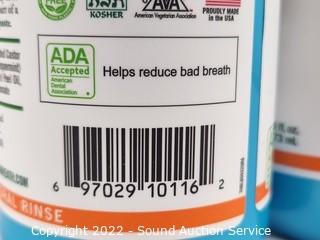 FREE
KOSHER
AVA
American Vegetarian Association
PROUDLY MADE
in the USA
ADA
Accepted
American
Dental
Association
®
Helps reduce bad breath
6 97029 10116 2
RINSE
Copyright 2022 - Sound Auction Service